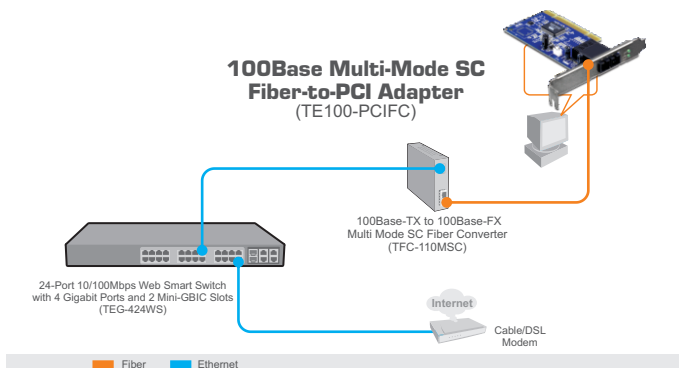 100Base Multi-Mode SC
Fiber-to-PCI Adapter
(TE100-PCIFC)
100Base-TX to 100Base-FX
Multi Mode SC Fiber Converter
(TFC-110MSC)
24-Port 10/100Mbps Web Smart Switch
with 4 Gigabit Ports and 2 Mini-GBIC Slots
(TEG-424WS)
Internet
Cable/DSL
Modem
Fiber
Ethernet